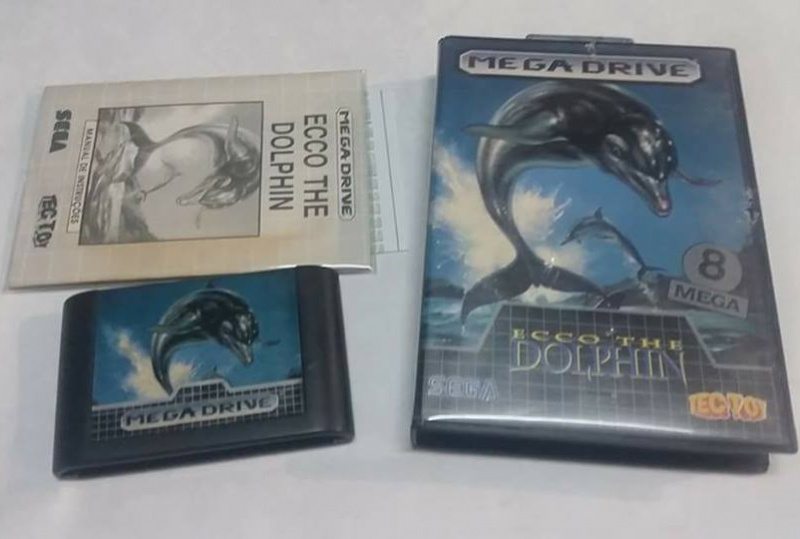 MEGA DRIVE
ECCO THE
DOLPHIN
MANUAL DE INSTRUÇÕES
SEGA
TEC TOY
MEGA DRIVE
MEGA DRIVE
8
MEGA
ECCO THE
DOLPHIN
SEGA
TEC TOY